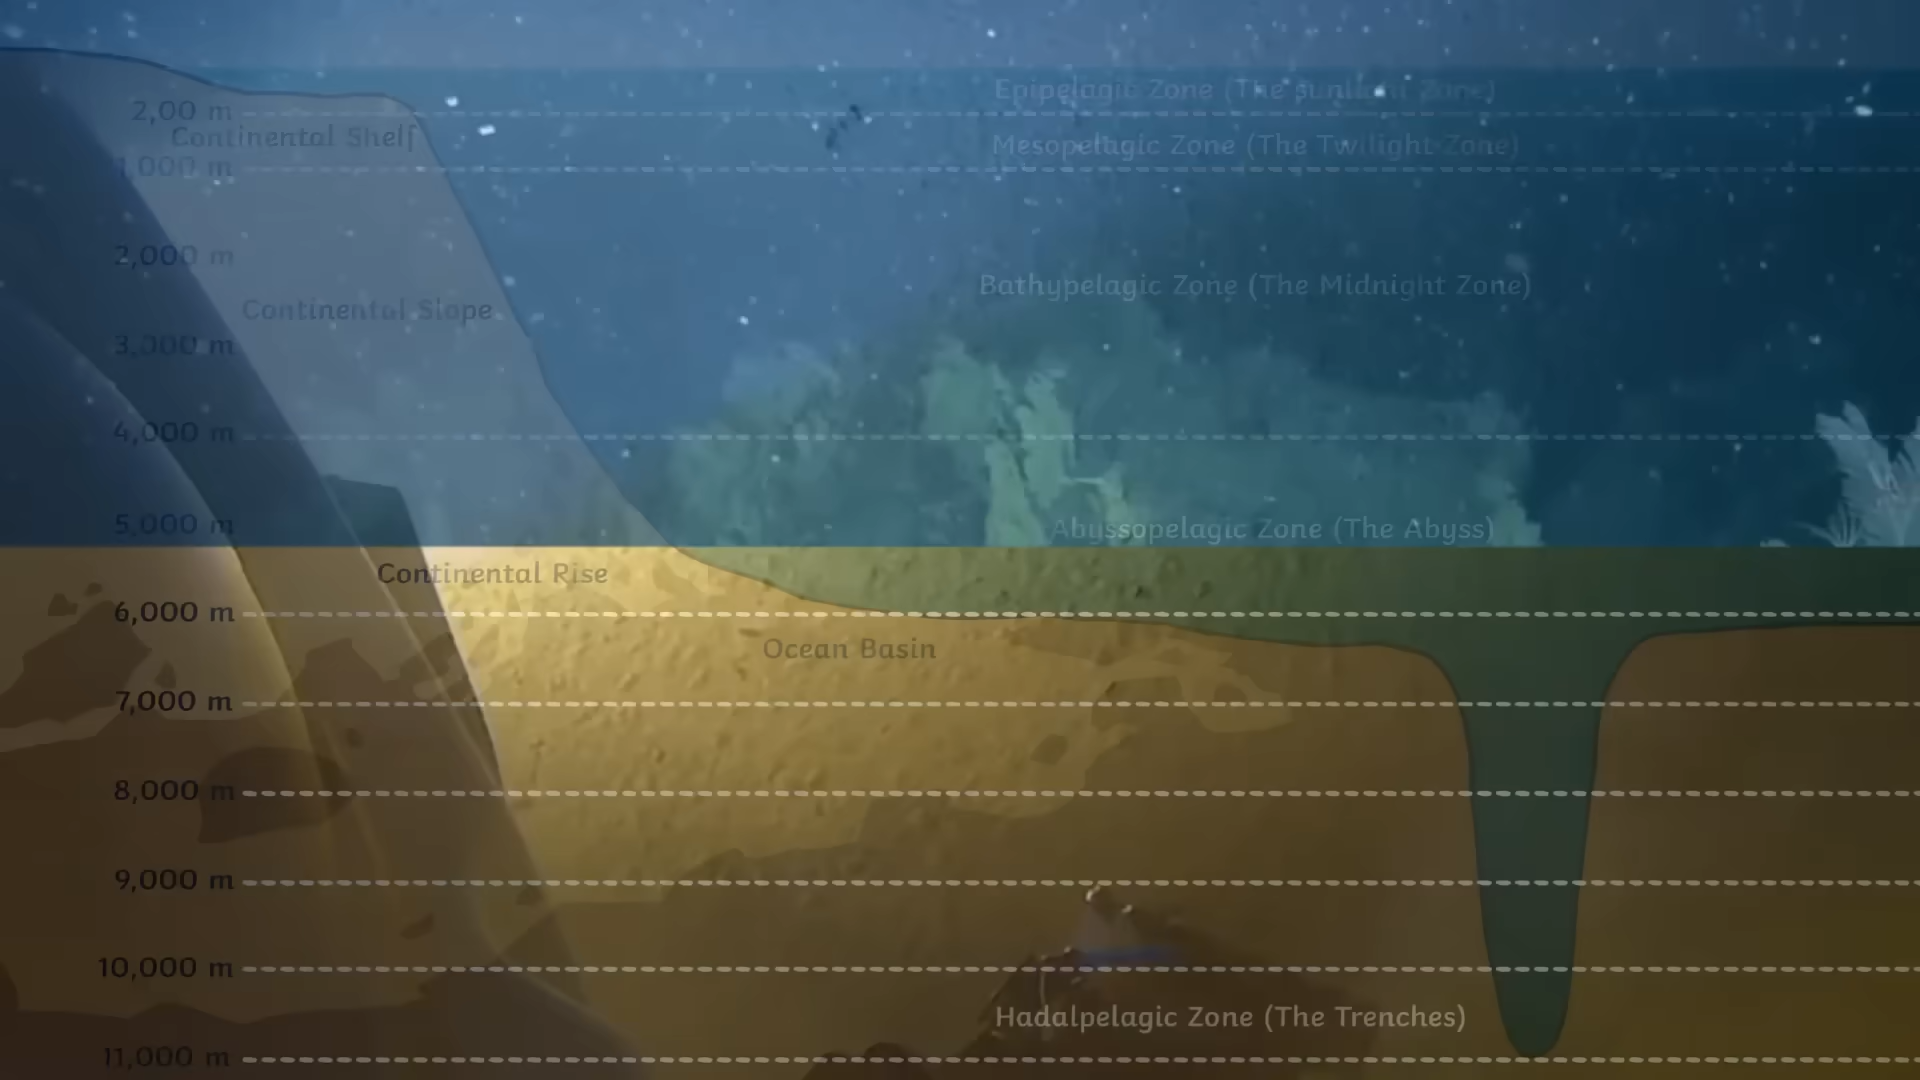 Epipelagic Zone (The sunlight Zone)
2,00 m
Continental Shelf
Mesopelagic Zone (The Twilight Zone)
1,000 m
2,000 m
Bathypelagic Zone (The Midnight Zone)
Continental Slope
3,000 m
4,000 m
5,000 m
Abyssopelagic Zone (The Abyss)
Continental Rise
6,000 m
Ocean Basin
7,000 m
8,000 m
9,000 m
10,000 m
Hadalpelagic Zone (The Trenches)
11,000 m